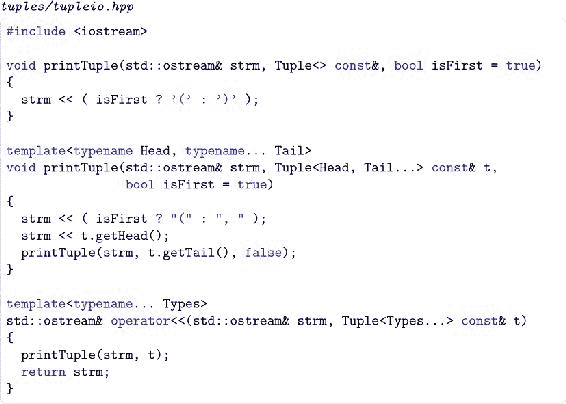 tuples/tupleio.hpp
#include <iostream>
void printTuple(std::ostream& strm, Tuple<> const&, bool isFirst = true)
{
strm << ( isFirst ? ’(’ : ’)’ );
}
template<typename Head, typename... Tail>
void printTuple(std::ostream& strm, Tuple<Head, Tail...> const& t,
bool isFirst = true)
{
strm << ( isFirst ? "(" : ", " );
strm << t.getHead();
printTuple(strm, t.getTail(), false);
}
template<typename... Types>
std::ostream& operator<<(std::ostream& strm, Tuple<Types...> const& t)
{
printTuple(strm, t);
return strm;
}